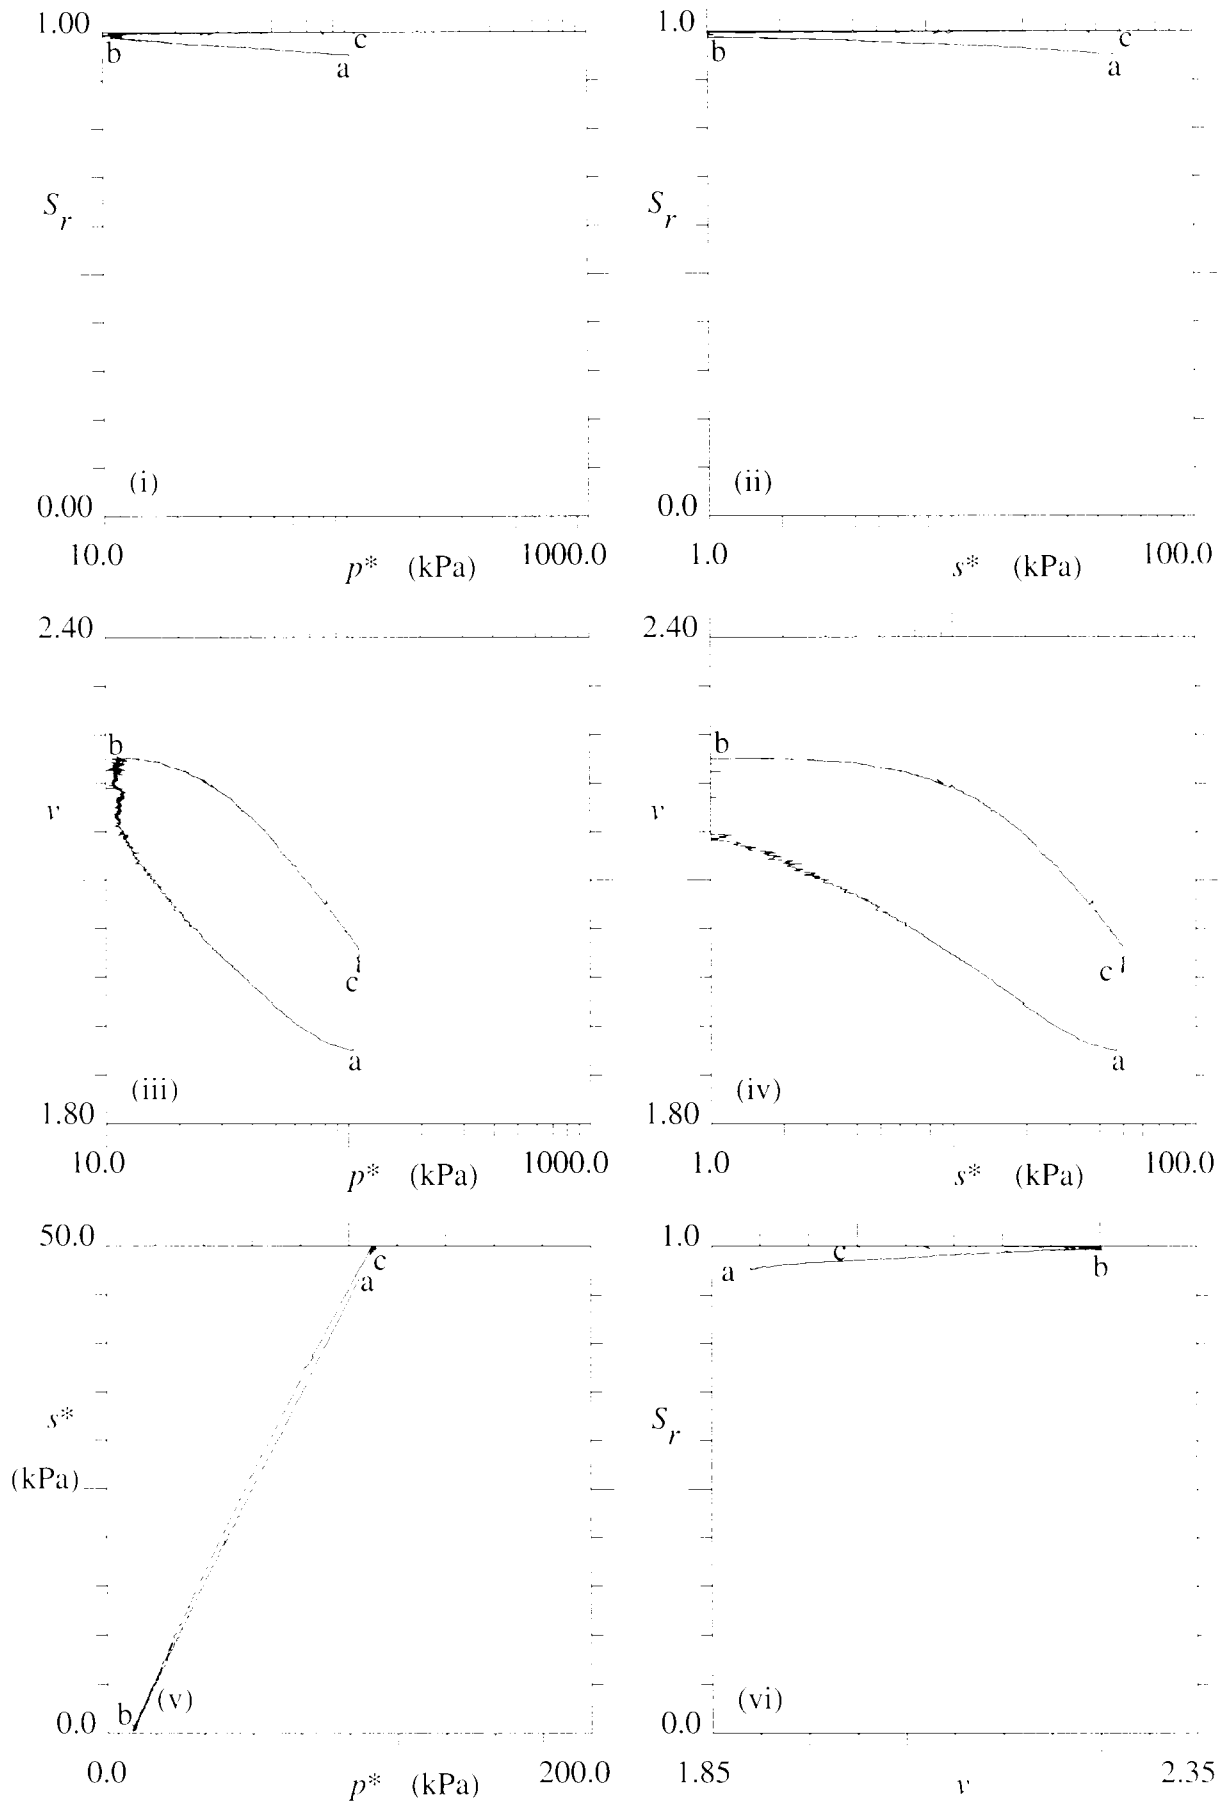 1.00
c
b
a
S_r
(i)
0.00
10.0
1000.0
p* (kPa)
1.0
c
b
a
S_r
(ii)
0.0
1.0
100.0
s* (kPa)
2.40
b
v
c
a
(iii)
1.80
10.0
1000.0
p* (kPa)
2.40
b
v
c
a
(iv)
1.80
1.0
100.0
s* (kPa)
50.0
c
a
s*
(kPa)
b
(v)
0.0
0.0
200.0
p* (kPa)
1.0
a
c
b
S_r
(vi)
0.0
1.85
2.35
v